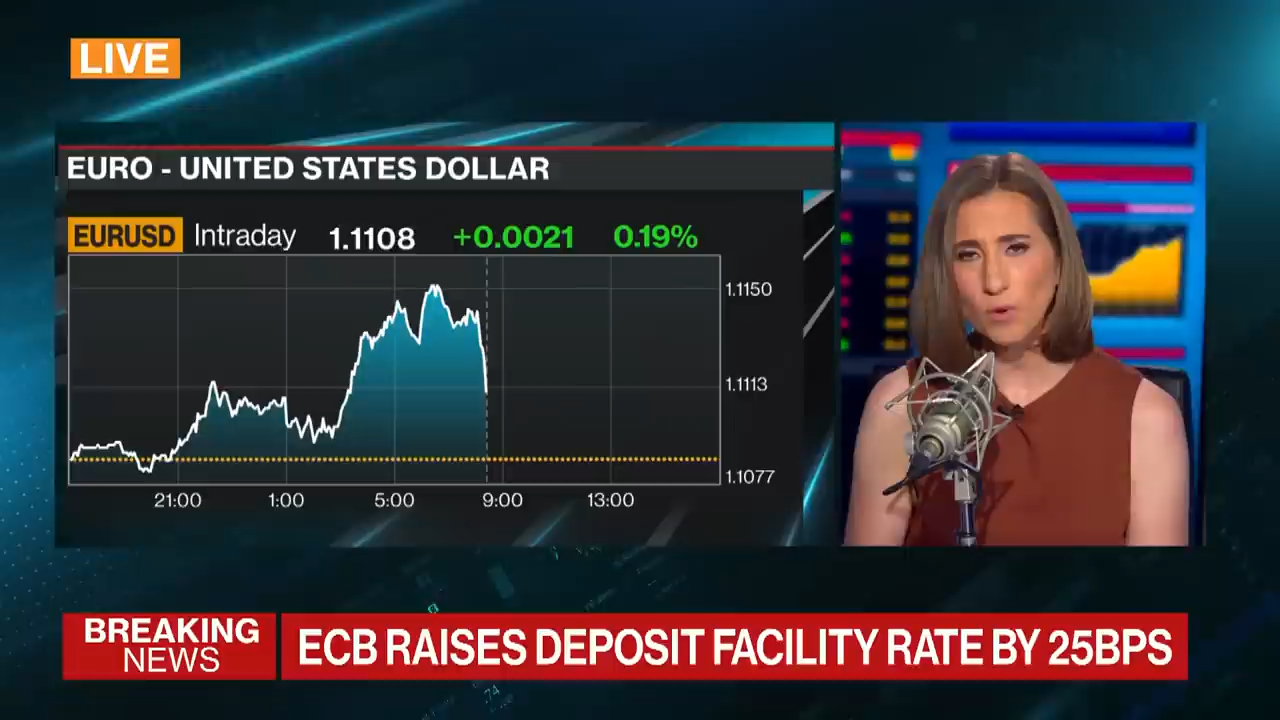 LIVE
EURO - UNITED STATES DOLLAR
EURUSD Intraday 1.1108 +0.0021 0.19%
1.1150
1.1113
1.1077
21:00 1:00 5:00 9:00 13:00
BREAKING
NEWS
ECB RAISES DEPOSIT FACILITY RATE BY 25BPS
.74